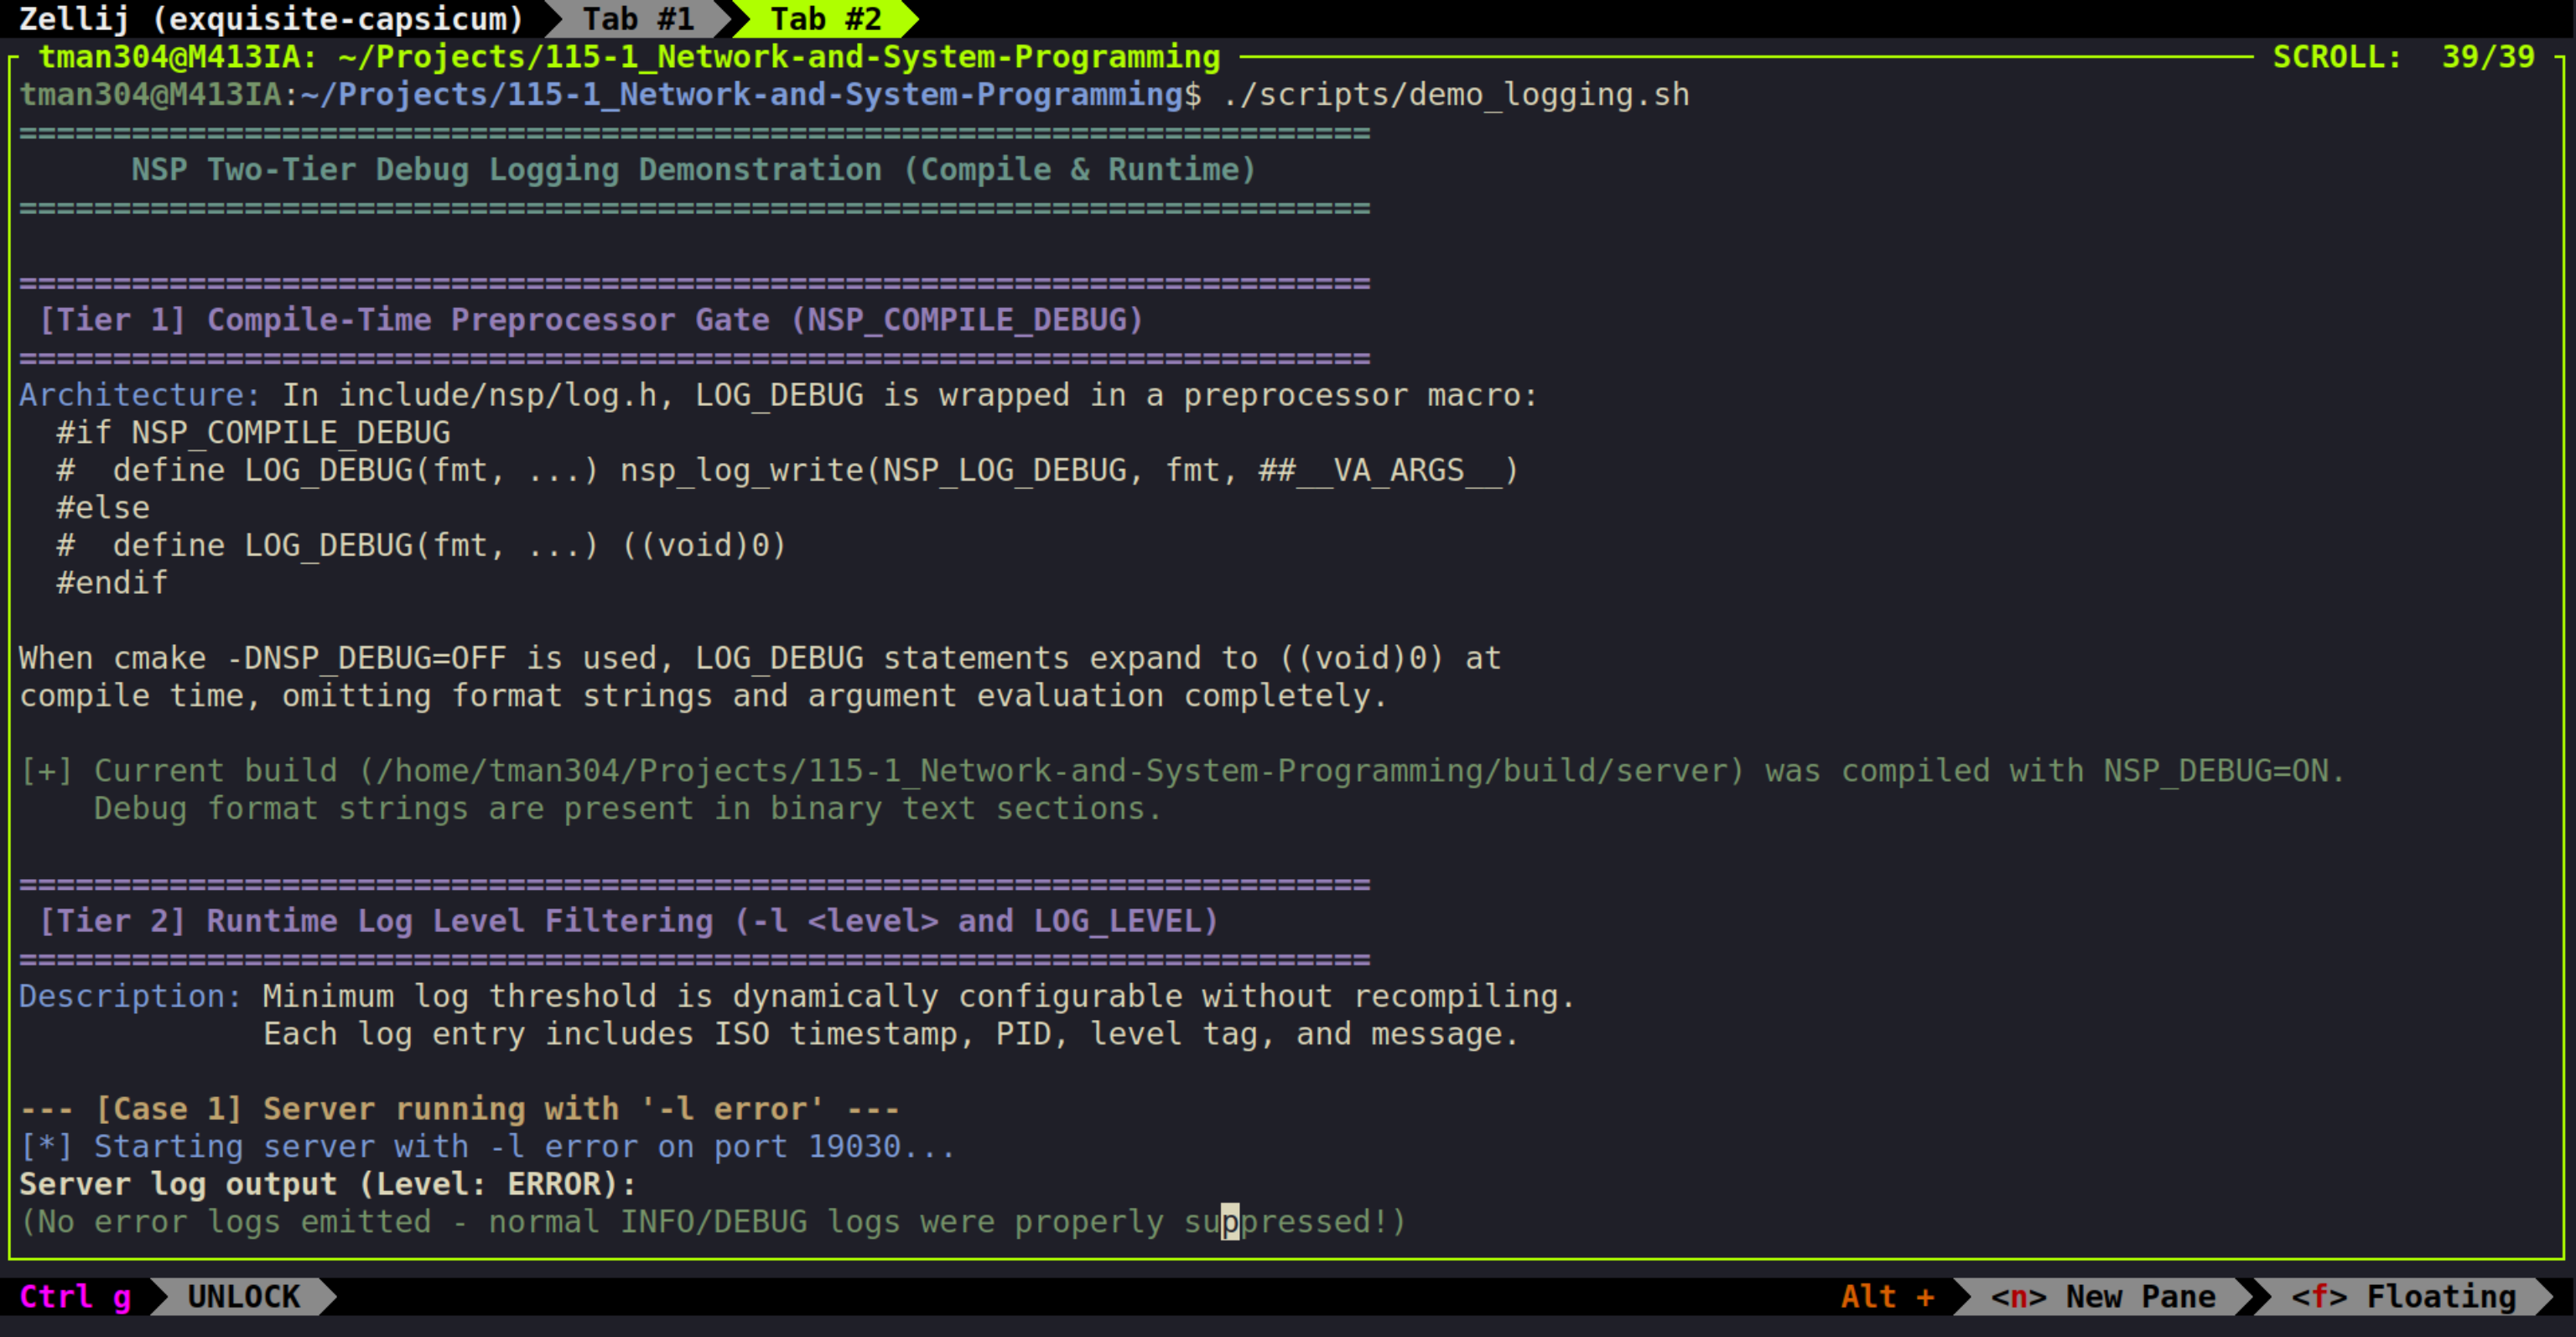 Zellij (exquisite-capsicum) Tab #1 Tab #2
tman304@M413IA: ~/Projects/115-1_Network-and-System-Programming SCROLL: 39/39
tman304@M413IA:~/Projects/115-1_Network-and-System-Programming$ ./scripts/demo_logging.sh
========================================================================
NSP Two-Tier Debug Logging Demonstration (Compile & Runtime)
========================================================================
========================================================================
[Tier 1] Compile-Time Preprocessor Gate (NSP_COMPILE_DEBUG)
========================================================================
Architecture: In include/nsp/log.h, LOG_DEBUG is wrapped in a preprocessor macro:
#if NSP_COMPILE_DEBUG
#  define LOG_DEBUG(fmt, ...) nsp_log_write(NSP_LOG_DEBUG, fmt, ##__VA_ARGS__)
#else
#  define LOG_DEBUG(fmt, ...) ((void)0)
#endif
When cmake -DNSP_DEBUG=OFF is used, LOG_DEBUG statements expand to ((void)0) at
compile time, omitting format strings and argument evaluation completely.
[+] Current build (/home/tman304/Projects/115-1_Network-and-System-Programming/build/server) was compiled with NSP_DEBUG=ON.
Debug format strings are present in binary text sections.
========================================================================
[Tier 2] Runtime Log Level Filtering (-l <level> and LOG_LEVEL)
========================================================================
Description: Minimum log threshold is dynamically configurable without recompiling.
Each log entry includes ISO timestamp, PID, level tag, and message.
--- [Case 1] Server running with '-l error' ---
[*] Starting server with -l error on port 19030...
Server log output (Level: ERROR):
(No error logs emitted - normal INFO/DEBUG logs were properly suppressed!)
Ctrl g UNLOCK Alt + <n> New Pane <f> Floating